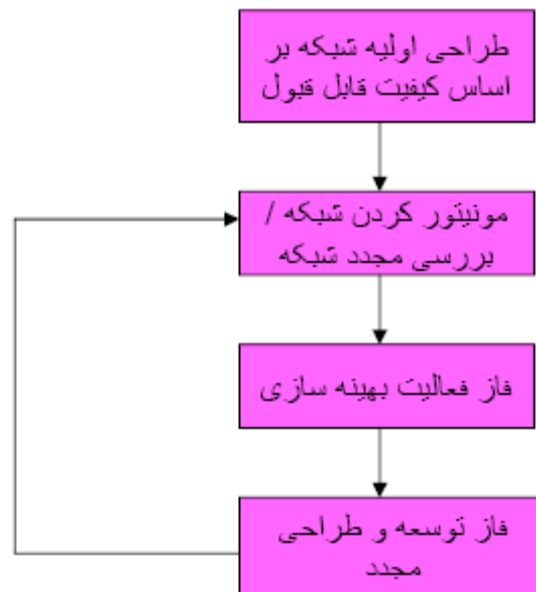 طراحی اولیه شبکه بر
اساس کیفیت قابل قبول
مونیتور کردن شبکه /
بررسی مجدد شبکه
فاز فعالیت بهینه سازی
فاز توسعه و طراحی
مجدد